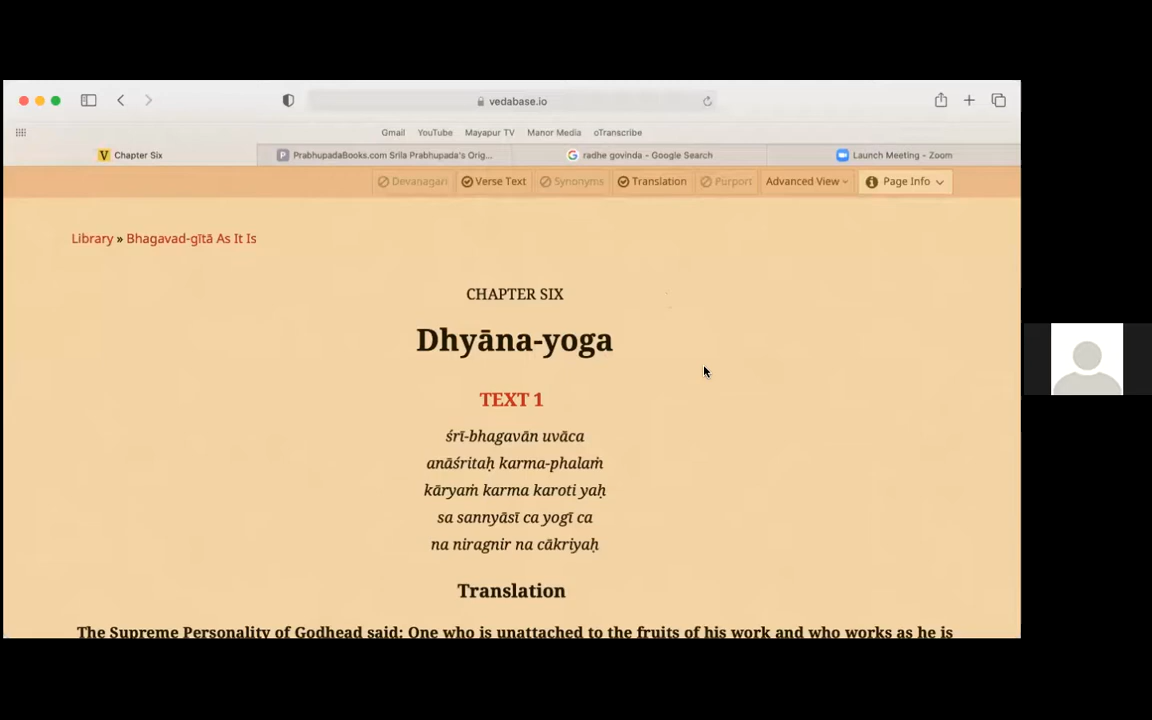 vedabase.io
Gmail YouTube Mayapur TV Manor Media oTranscribe
Chapter Six PrabhupadaBooks.com Srila Prabhupada's Orig... radhe govinda - Google Search Launch Meeting - Zoom
Devanagari Verse Text Synonyms Translation Purport Advanced View Page Info
Library » Bhagavad-gītā As It Is
CHAPTER SIX
Dhyāna-yoga
TEXT 1
śrī-bhagavān uvāca
anāśritaḥ karma-phalaṁ
kāryaṁ karma karoti yaḥ
sa sannyāsī ca yogī ca
na niragnir na cākriyaḥ
Translation
The Supreme Personality of Godhead said: One who is unattached to the fruits of his work and who works as he is